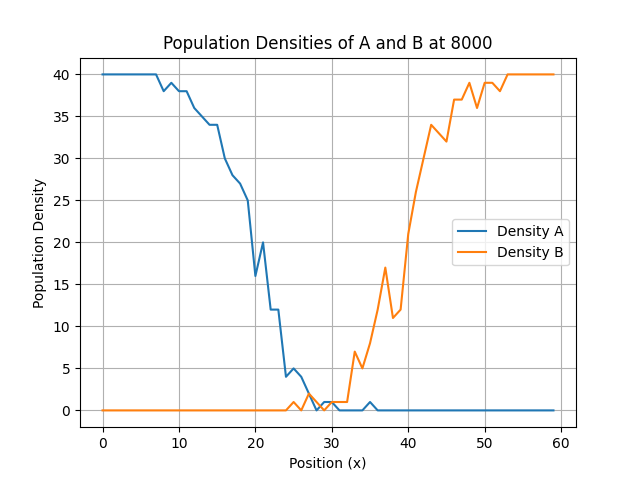 Population Densities of A and B at 8000
Population Density
40
35
30
25
20
15
10
5
0
Density A
Density B
0 10 20 30 40 50 60
Position (x)